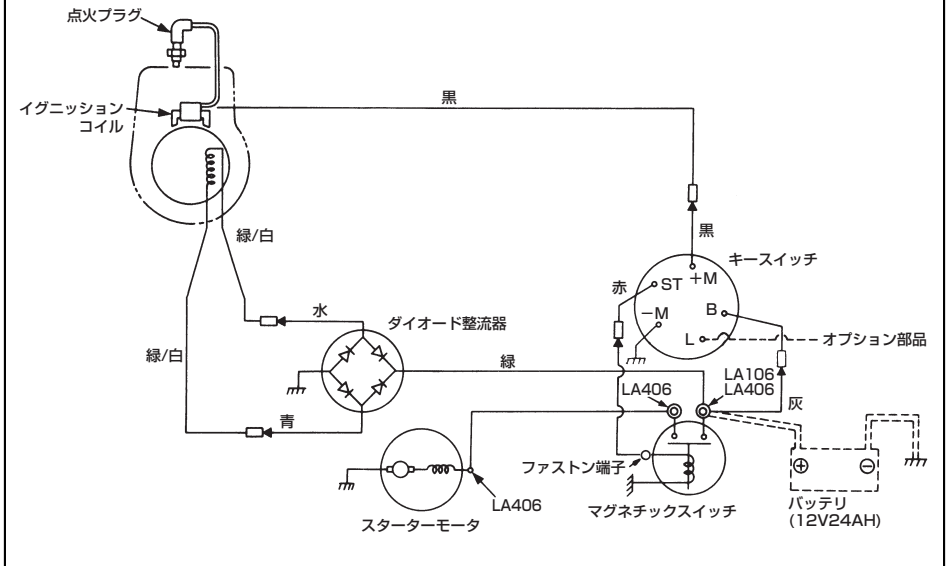 点火プラグ
イグニッション
コイル
黒
黒
緑/白
緑/白
水
青
ダイオード整流器
緑
赤
キースイッチ
ST
+M
−M
B
L
オプション部品
LA406
LA106
LA406
灰
ファストン端子
LA406
スターターモータ
マグネチックスイッチ
+
−
バッテリ
(12V24AH)